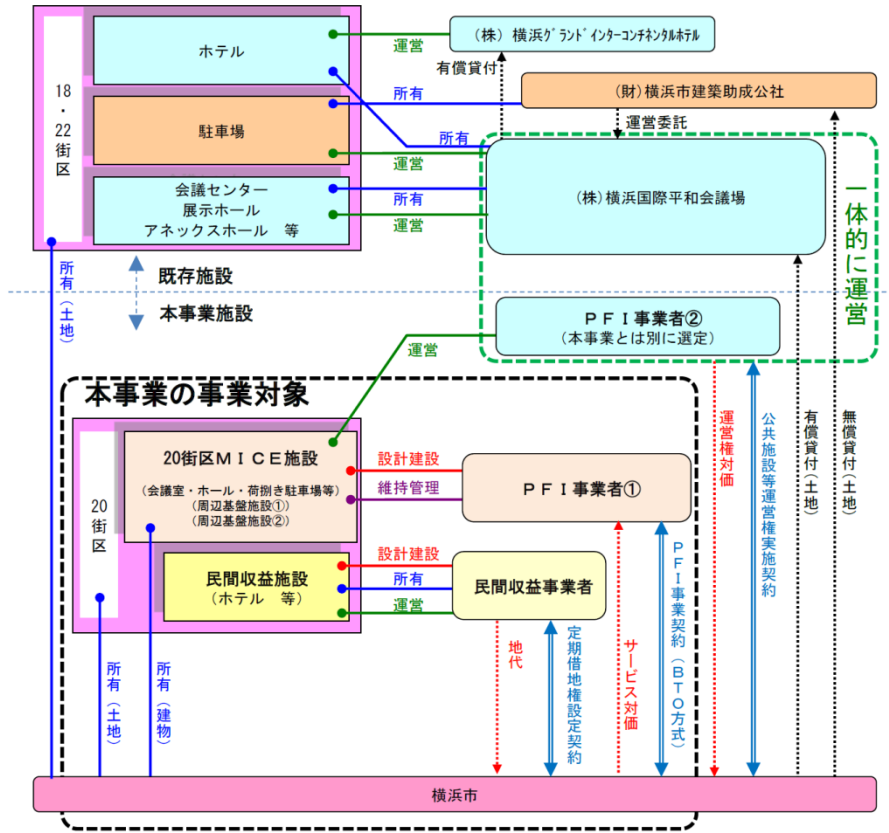 18・22街区
ホテル
駐車場
会議センター
展示ホール
アネックスホール　等
運営
所有
所有
運営
所有
運営
(株) 横浜ｸﾞﾗﾝﾄﾞｲﾝﾀｰｺﾝﾁﾈﾝﾀﾙﾎﾃﾙ
有償貸付
(財)横浜市建築助成公社
運営委託
(株)横浜国際平和会議場
一体的に運営
所有（土地）
既存施設
本事業施設
ＰＦＩ事業者②
(本事業とは別に選定)
運営
本事業の事業対象
20街区
20街区ＭＩＣＥ施設
(会議室・ホール・荷捌き駐車場等)
(周辺基盤施設①)
(周辺基盤施設②)
設計建設
維持管理
ＰＦＩ事業者①
民間収益施設
(ホテル　等)
設計建設
所有
運営
民間収益事業者
所有（土地）
所有（建物）
地代
定期借地権設定契約
サービス対価
ＰＦＩ事業契約（ＢＴＯ方式）
運営権対価
公共施設等運営権実施契約
有償貸付（土地）
無償貸付（土地）
横浜市